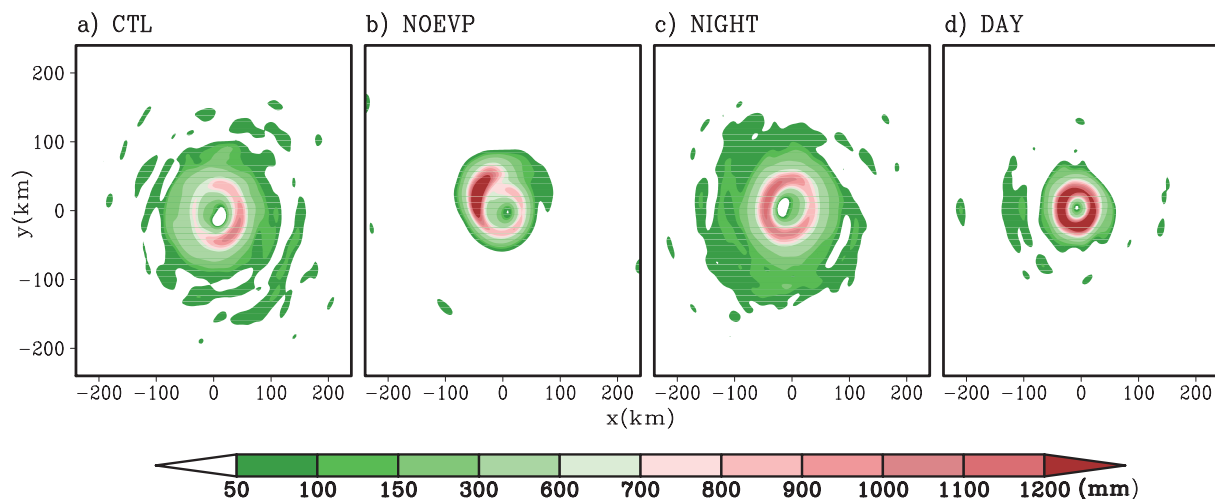 a) CTL b) NOEVP c) NIGHT d) DAY
200
100
0
−100
−200
y(km)
−200 −100 0 100 200 −200 −100 0 100 200 −200 −100 0 100 200 −200 −100 0 100 200
x(km)
50 100 150 300 600 700 800 900 1000 1100 1200 (mm)